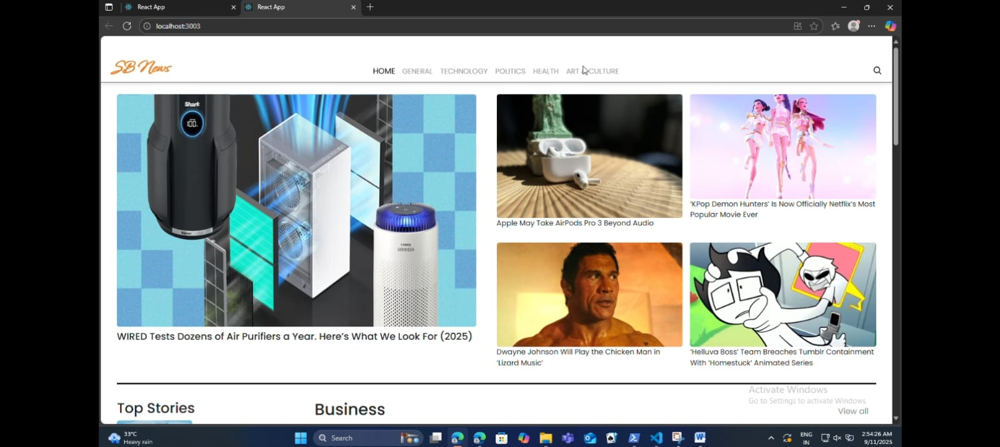 React App
React App
localhost:3003
SB News
HOME GENERAL TECHNOLOGY POLITICS HEALTH ART CULTURE
Shark
100
AIRMEGA
WIRED Tests Dozens of Air Purifiers a Year. Here's What We Look For (2025)
Apple May Take AirPods Pro 3 Beyond Audio
'KPop Demon Hunters' Is Now Officially Netflix's Most
Popular Movie Ever
Dwayne Johnson Will Play the Chicken Man in
'Lizard Music'
'Helluva Boss' Team Breaches Tumblr Containment
With 'Homestuck' Animated Series
Top Stories
Business
View all
Activate Windows
Go to Settings to activate Windows.
33°C
Heavy rain
Search
ENG
IN
2:54:26 AM
9/11/2025